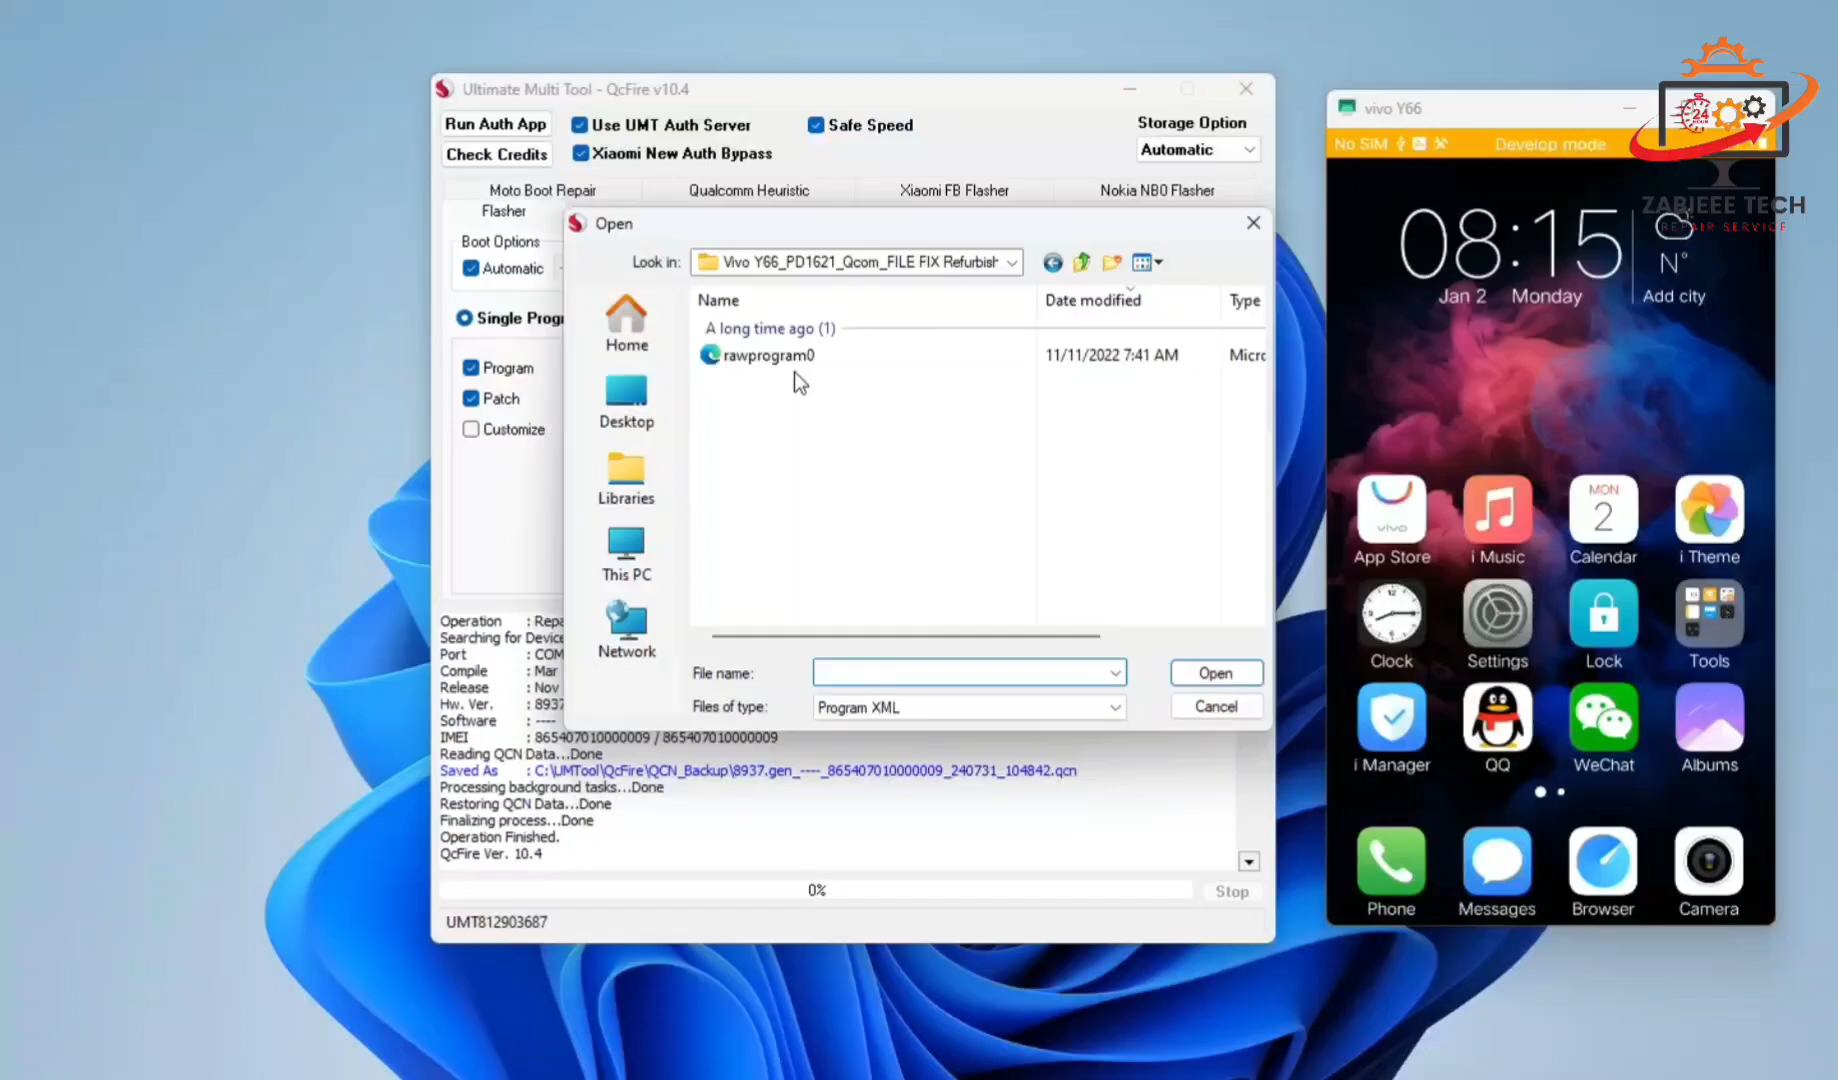 Ultimate Multi Tool - QcFire v10.4
Run Auth App
Use UMT Auth Server
Safe Speed
Storage Option
Check Credits
Xiaomi New Auth Bypass
Automatic
Moto Boot Repair
Qualcomm Heuristic
Xiaomi FB Flasher
Nokia NB0 Flasher
Flasher
Boot Options
Automatic
Single Prog
Program
Patch
Customize
Open
Look in:
Vivo Y66_PD1621_Qcom_FILE FIX Refurbish
Home
Desktop
Libraries
This PC
Network
Name
Date modified
Type
A long time ago (1)
rawprogram0
11/11/2022 7:41 AM
Micro
File name:
Open
Files of type:
Program XML
Cancel
Operation : Repa
Searching for Device
Port : COM
Compile : Mar
Release : Nov
Hw. Ver. : 8937
Software : ----
IMEI : 865407010000009 / 865407010000009
Reading QCN Data...Done
Saved As : C:\UMTool\QcFire\QCN_Backup\8937.gen_----_865407010000009_240731_104842.qcn
Processing background tasks...Done
Restoring QCN Data...Done
Finalizing process...Done
Operation Finished.
QcFire Ver. 10.4
0%
Stop
UMT812903687
vivo Y66
No SIM
Develop mode
24
ZABIEEE TECH
REPAIR SERVICE
08:15
Jan 2 Monday
N°
Add city
vivo
App Store
i Music
MON
2
Calendar
i Theme
12
Clock
Settings
Lock
Tools
i Manager
QQ
WeChat
Albums
Phone
Messages
Browser
Camera